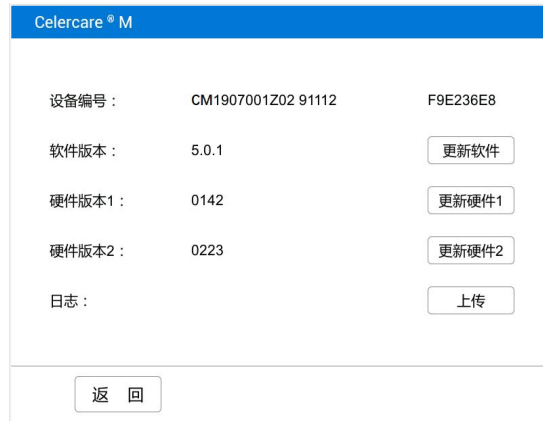 Celercare ® M
设备编号： CM1907001Z02 91112 F9E236E8
软件版本： 5.0.1 更新软件
硬件版本1： 0142 更新硬件1
硬件版本2： 0223 更新硬件2
日志： 上传
返 回